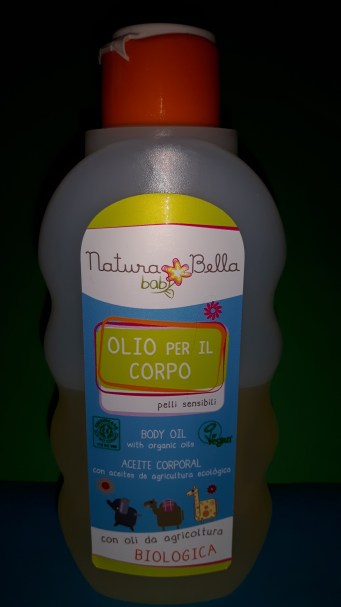 Natura Bella
baby
OLIO PER IL
CORPO
pelli sensibili
BODY OIL
with organic oils
Vegan
ACEITE CORPORAL
con aceites de agricultura ecológica
con oli da agricoltura
BIOLOGICA